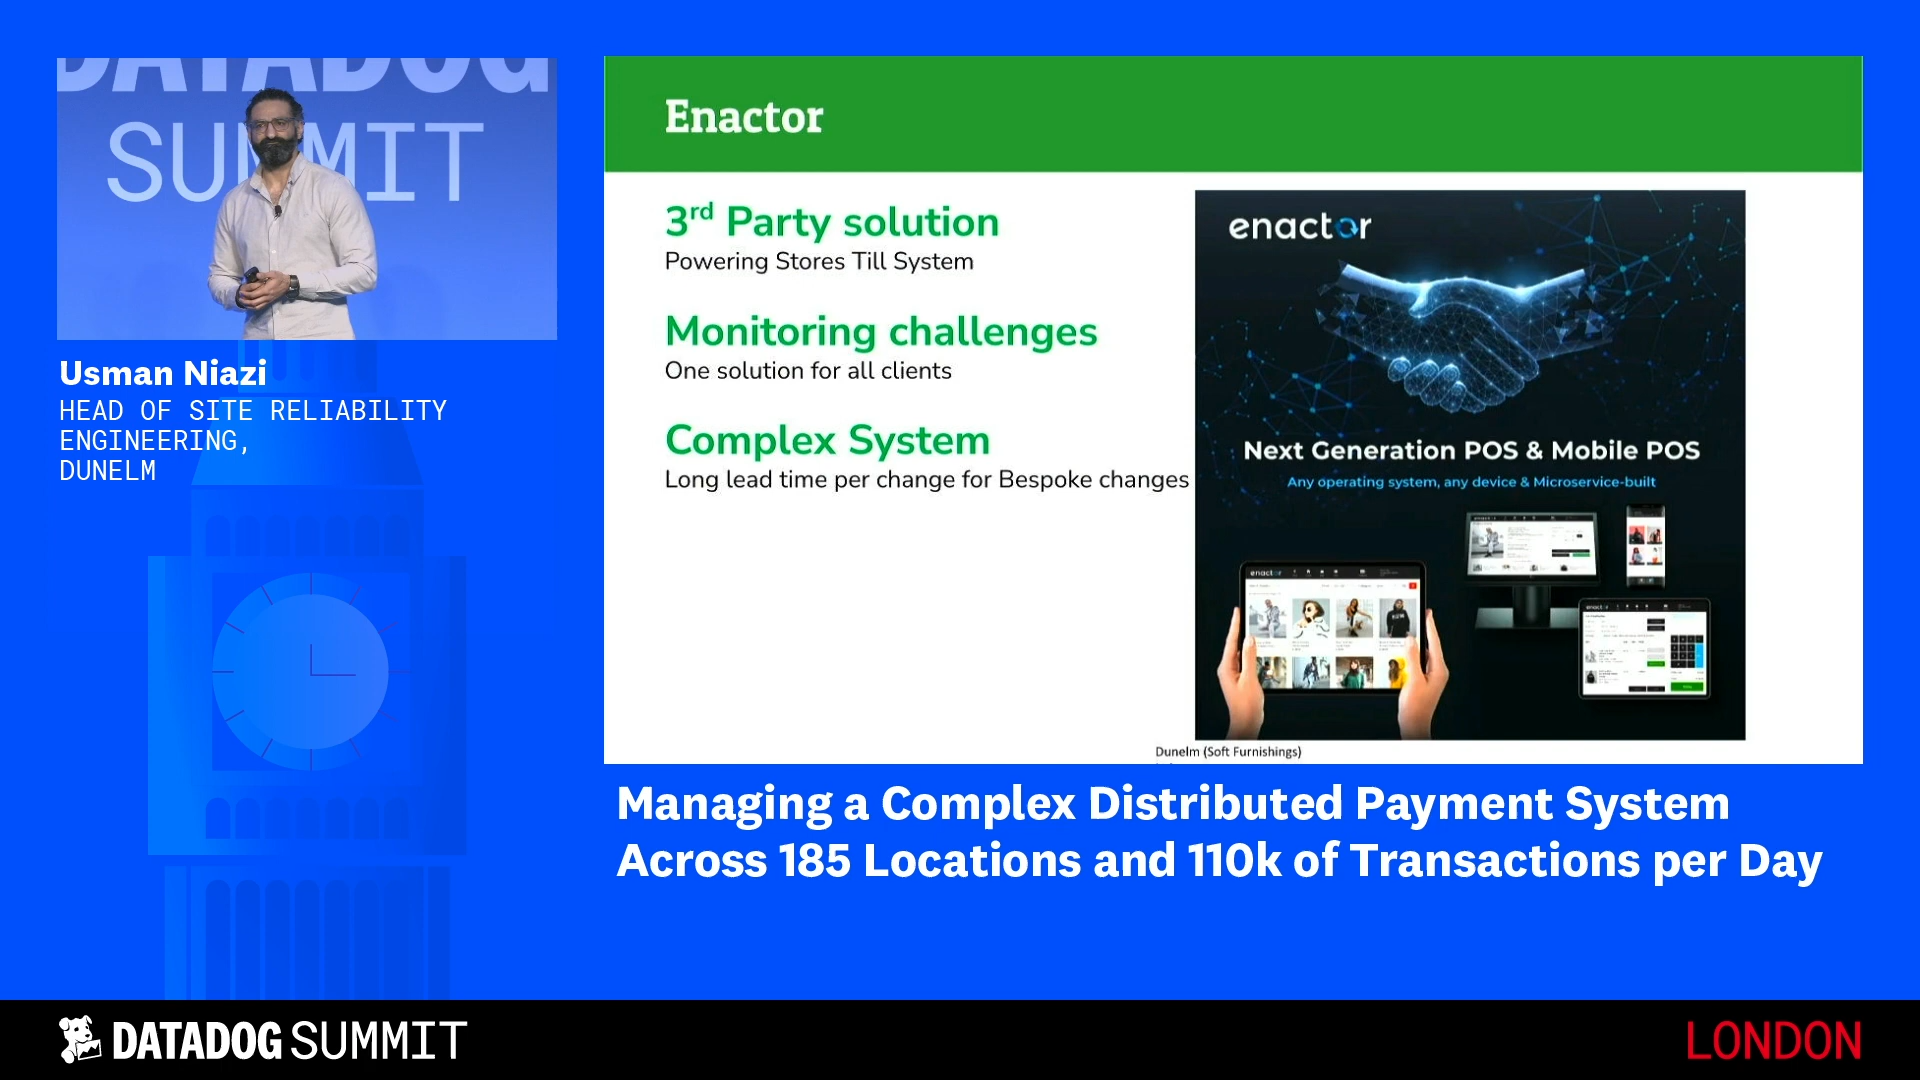 DATADOG
SUMMIT
Usman Niazi
HEAD OF SITE RELIABILITY
ENGINEERING,
DUNELM
Enactor
3rd Party solution
Powering Stores Till System
Monitoring challenges
One solution for all clients
Complex System
Long lead time per change for Bespoke changes
enactor
Next Generation POS & Mobile POS
Any operating system, any device & Microservice-built
Dunelm (Soft Furnishings)
Managing a Complex Distributed Payment System
Across 185 Locations and 110k of Transactions per Day
DATADOG SUMMIT
LONDON